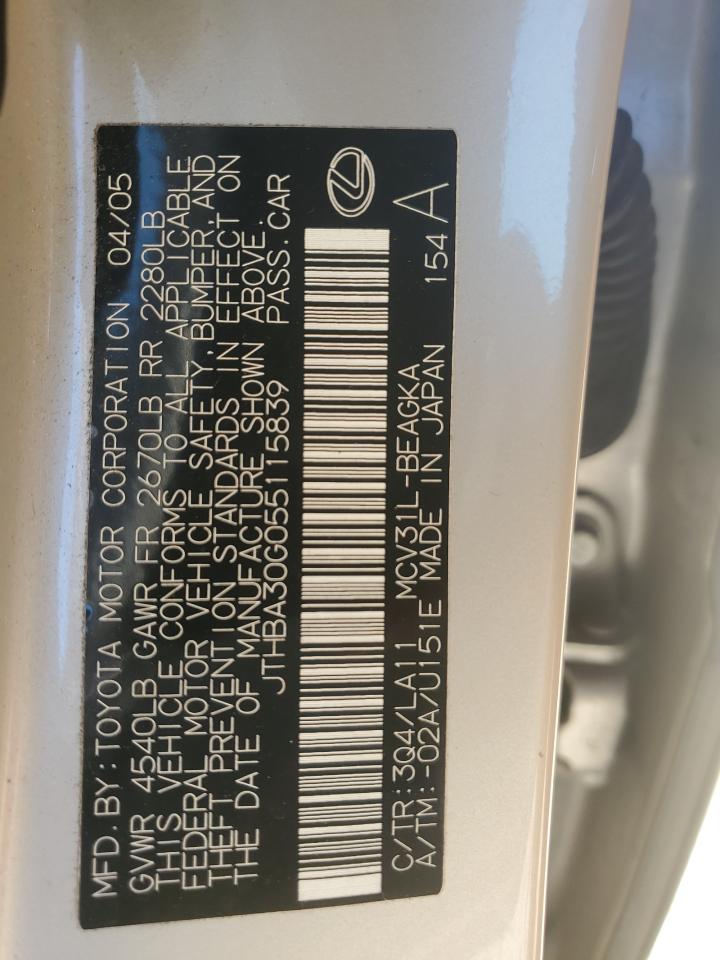 MFD. BY: TOYOTA MOTOR CORPORATION 04/05
GVWR 4540LB GAWR FR 2670LB RR 2280LB
THIS VEHICLE CONFORMS TO ALL APPLICABLE
FEDERAL MOTOR VEHICLE SAFETY, BUMPER, AND
THEFT PREVENTION STANDARDS IN EFFECT ON
THE DATE OF MANUFACTURE SHOWN ABOVE.
JTHBA30G055115839 PASS. CAR
C/TR: 3Q4/LA11 MCV31L-BEAGKA
A/TM: -02A/U151E MADE IN JAPAN 154 A